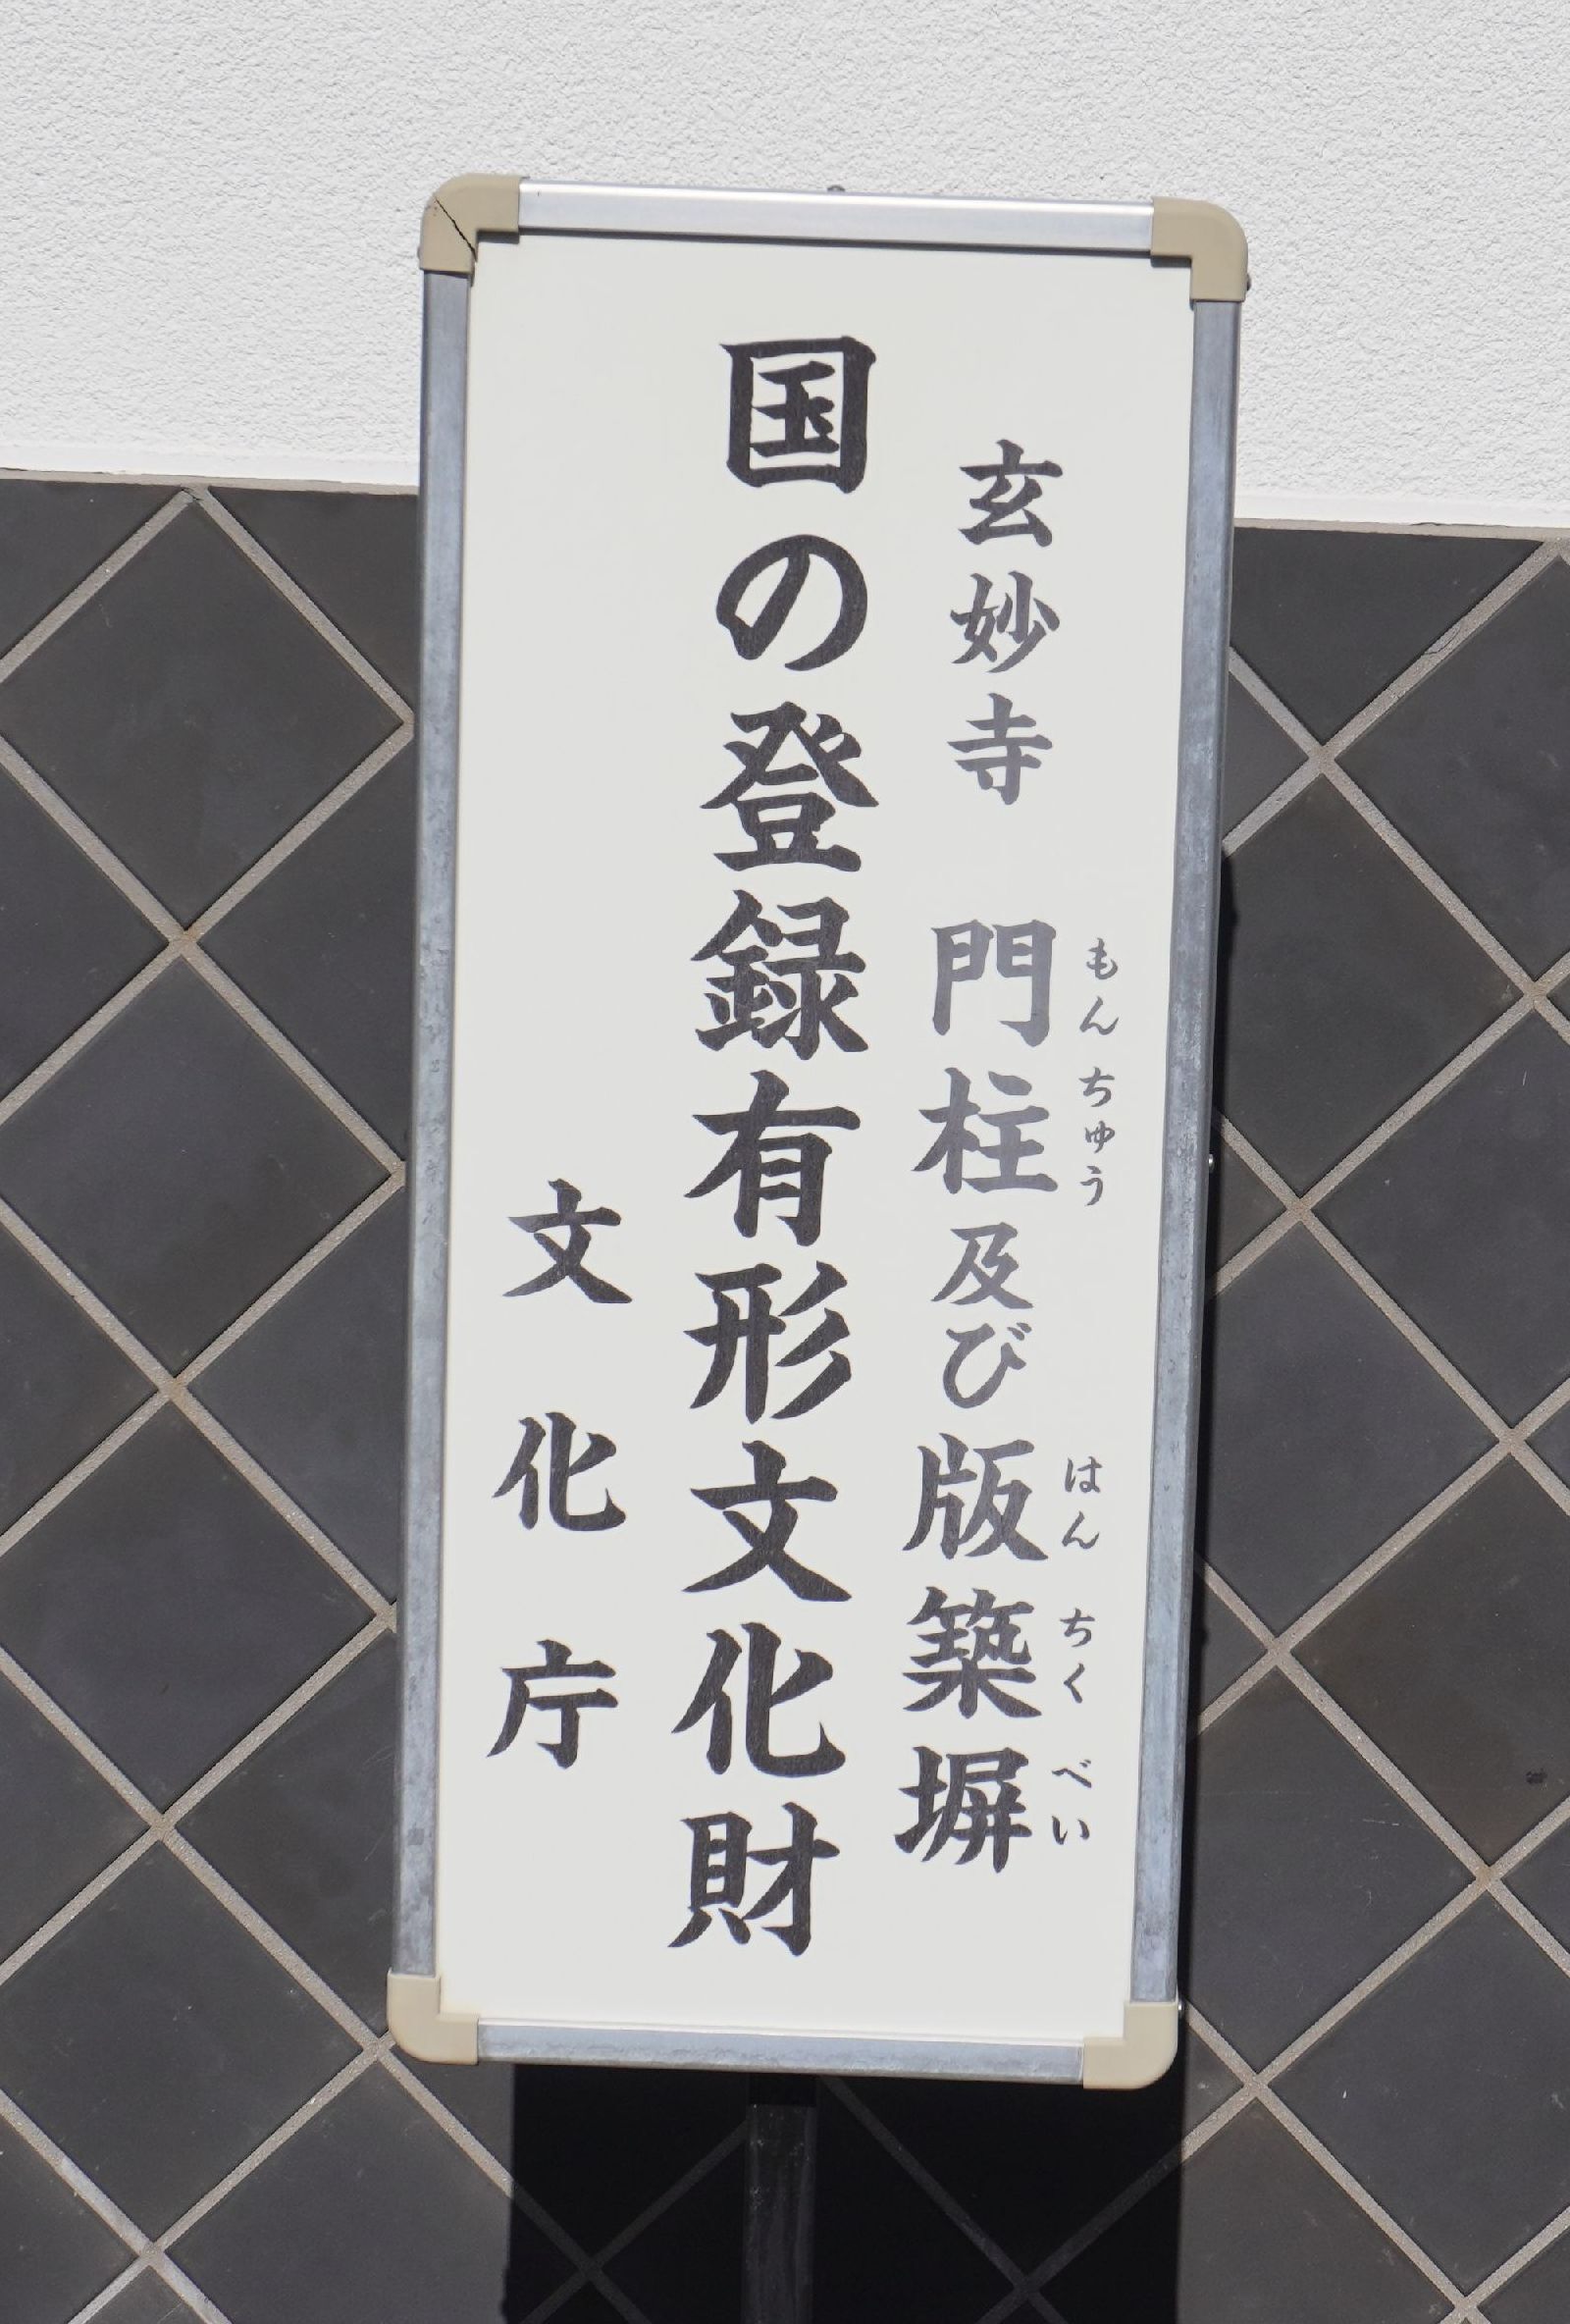 玄妙寺 門柱及び版築塀
もんちゅう はんちくべい
国の登録有形文化財
文化庁